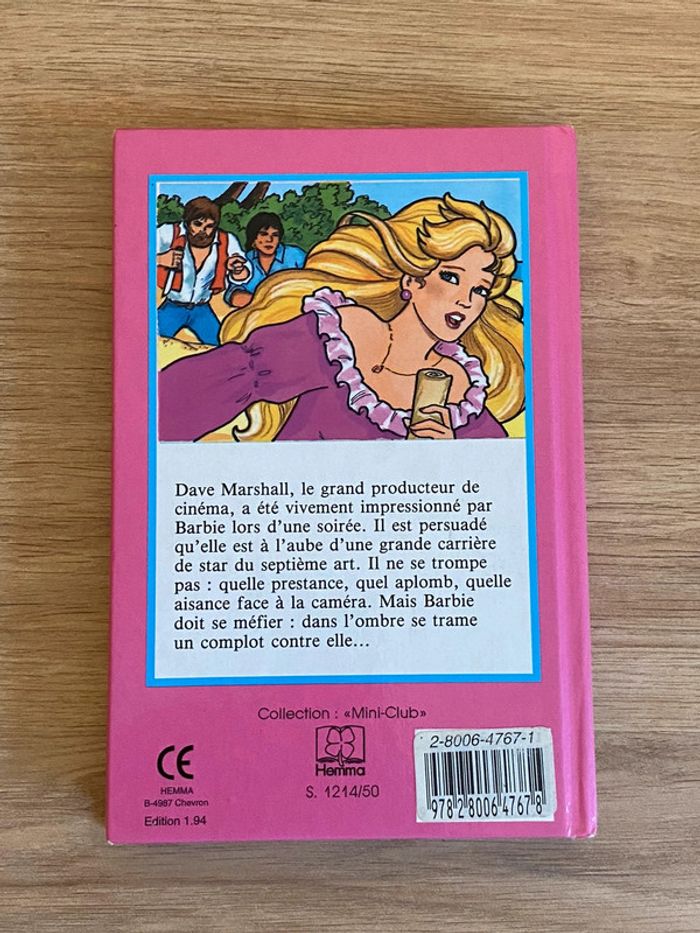 Dave Marshall, le grand producteur de
cinéma, a été vivement impressionné par
Barbie lors d'une soirée. Il est persuadé
qu'elle est à l'aube d'une grande carrière
de star du septième art. Il ne se trompe
pas : quelle prestance, quel aplomb, quelle
aisance face à la caméra. Mais Barbie
doit se méfier : dans l'ombre se trame
un complot contre elle...
Collection : «Mini-Club»
CE
HEMMA
B-4987 Chevron
Edition 1.94
Hemma
S. 1214/50
2-8006-4767-1
9782800647678